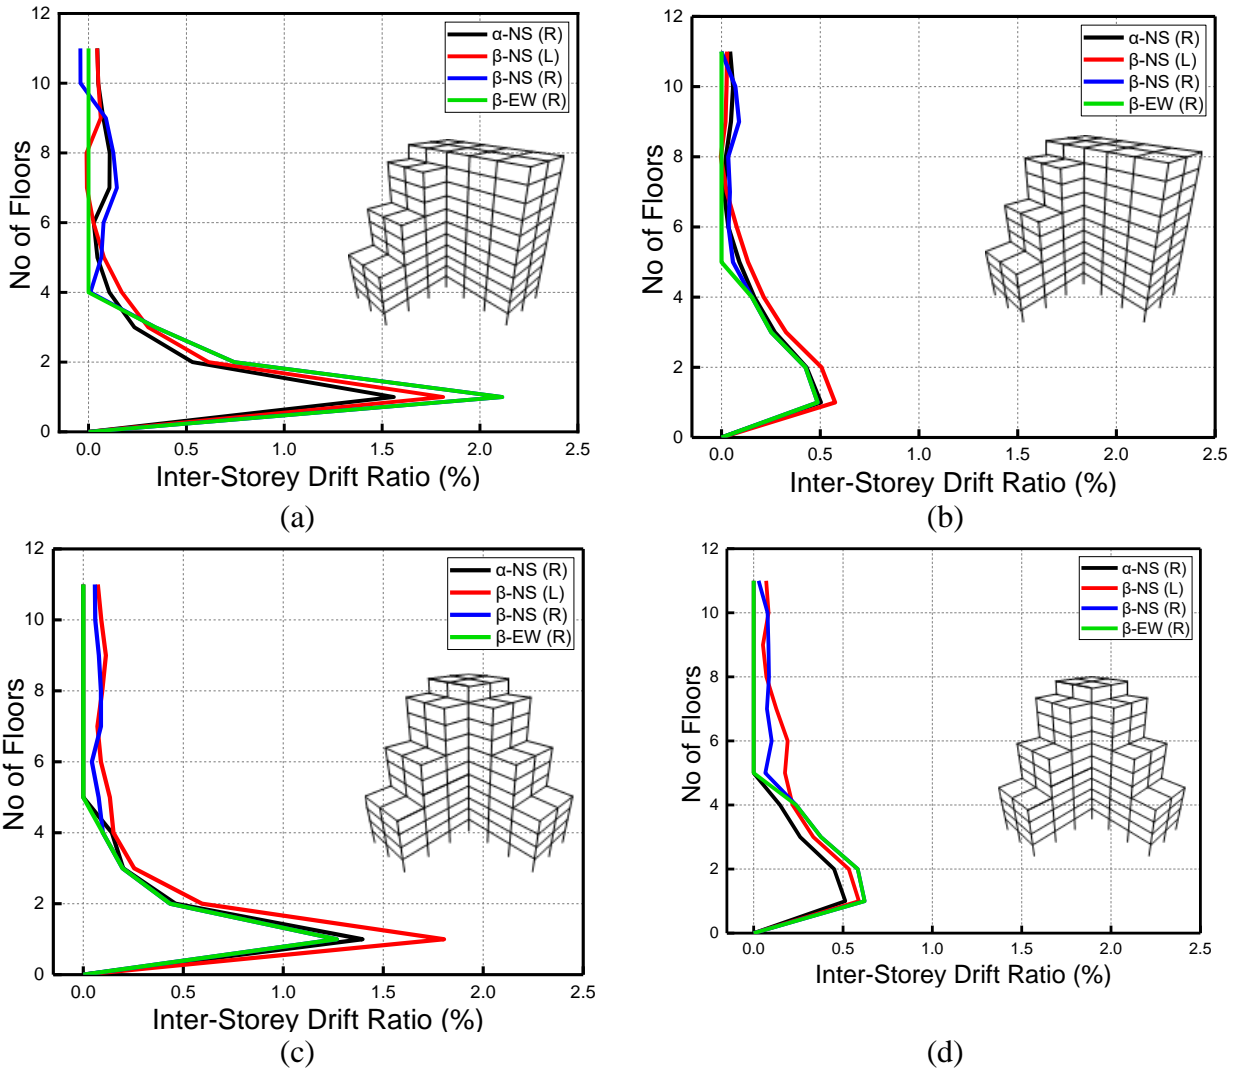 12
10
8
6
4
2
0
No of Floors
α-NS (R)
β-NS (L)
β-NS (R)
β-EW (R)
0.0 0.5 1.0 1.5 2.0 2.5
Inter-Storey Drift Ratio (%)
(a)
12
10
8
6
4
2
0
No of Floors
α-NS (R)
β-NS (L)
β-NS (R)
β-EW (R)
0.0 0.5 1.0 1.5 2.0 2.5
Inter-Storey Drift Ratio (%)
(b)
12
10
8
6
4
2
0
No of Floors
α-NS (R)
β-NS (L)
β-NS (R)
β-EW (R)
0.0 0.5 1.0 1.5 2.0 2.5
Inter-Storey Drift Ratio (%)
(c)
12
10
8
6
4
2
0
No of Floors
α-NS (R)
β-NS (L)
β-NS (R)
β-EW (R)
0.0 0.5 1.0 1.5 2.0 2.5
Inter-Storey Drift Ratio (%)
(d)